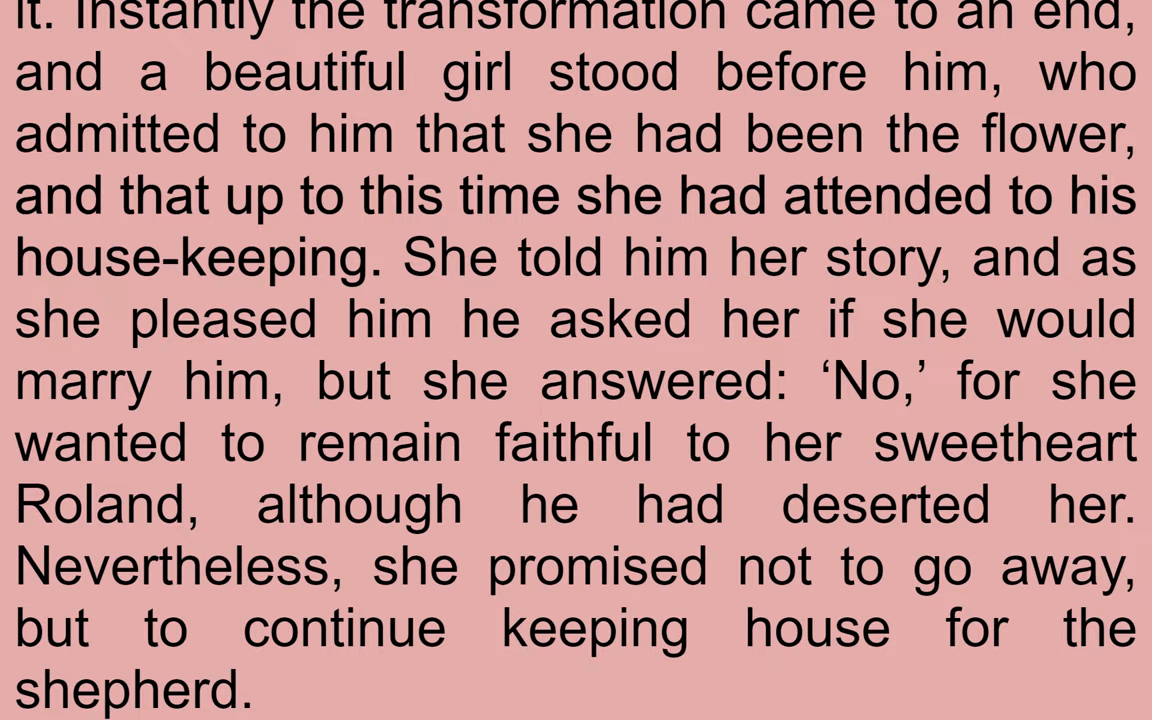 it. Instantly the transformation came to an end,
and a beautiful girl stood before him, who
admitted to him that she had been the flower,
and that up to this time she had attended to his
house-keeping. She told him her story, and as
she pleased him he asked her if she would
marry him, but she answered: ‘No,’ for she
wanted to remain faithful to her sweetheart
Roland, although he had deserted her.
Nevertheless, she promised not to go away,
but to continue keeping house for the
shepherd.